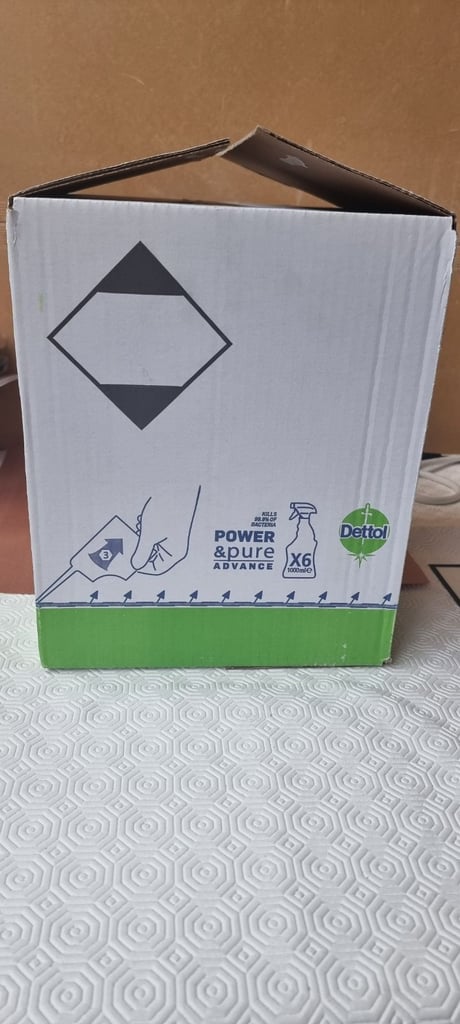 KILLS
99.9% OF
BACTERIA
POWER
&pure
ADVANCE
X6
1000ml℮
Dettol
3